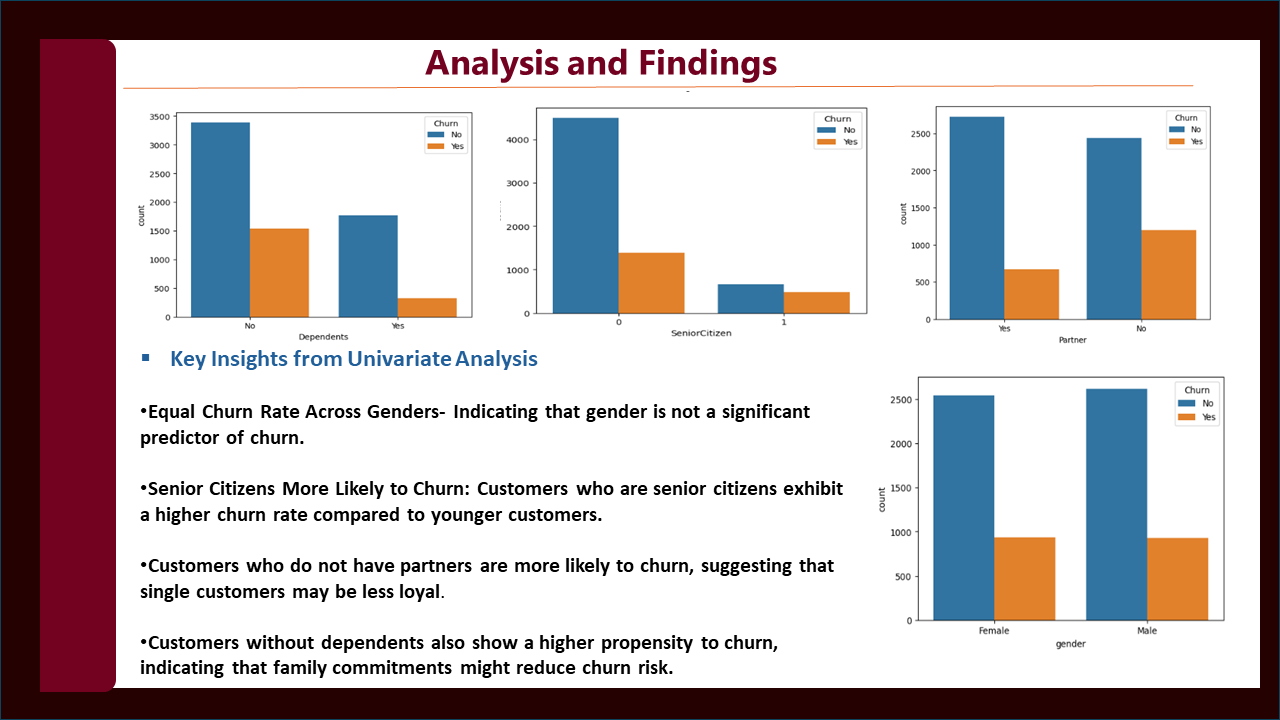 Analysis and Findings
3500
3000
2500
2000
1500
1000
500
0
count
No
Yes
Dependents
Churn
No
Yes
4000
3000
2000
1000
0
0
1
SeniorCitizen
Churn
No
Yes
2500
2000
1500
1000
500
0
count
Yes
No
Partner
Churn
No
Yes
▪ Key Insights from Univariate Analysis
•Equal Churn Rate Across Genders- Indicating that gender is not a significant
predictor of churn.
•Senior Citizens More Likely to Churn: Customers who are senior citizens exhibit
a higher churn rate compared to younger customers.
•Customers who do not have partners are more likely to churn, suggesting that
single customers may be less loyal.
•Customers without dependents also show a higher propensity to churn,
indicating that family commitments might reduce churn risk.
2500
2000
1500
1000
500
0
count
Female
Male
gender
Churn
No
Yes